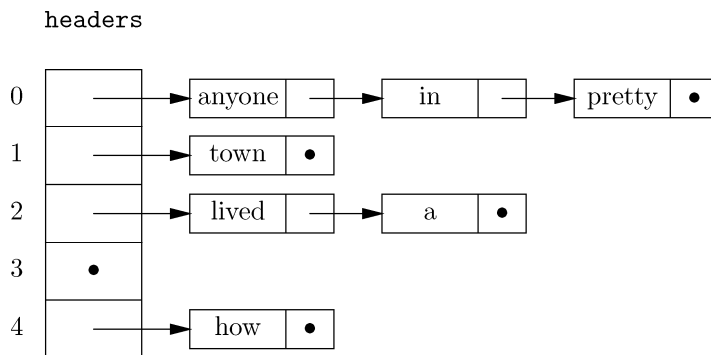 headers
0 anyone in pretty
1 town
2 lived a
3
4 how